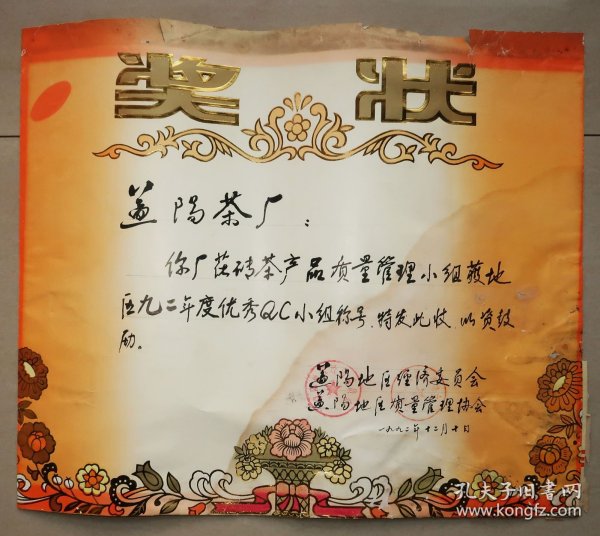 奖 状
益阳茶厂：
你厂茯砖茶产品质量管理小组获地
区九二年度优秀QC小组称号，特发此状，以资鼓
励。
益阳地区经济委员会
益阳地区质量管理协会
一九九二年十二月十日
孔夫子旧书网
www.kongfz.com